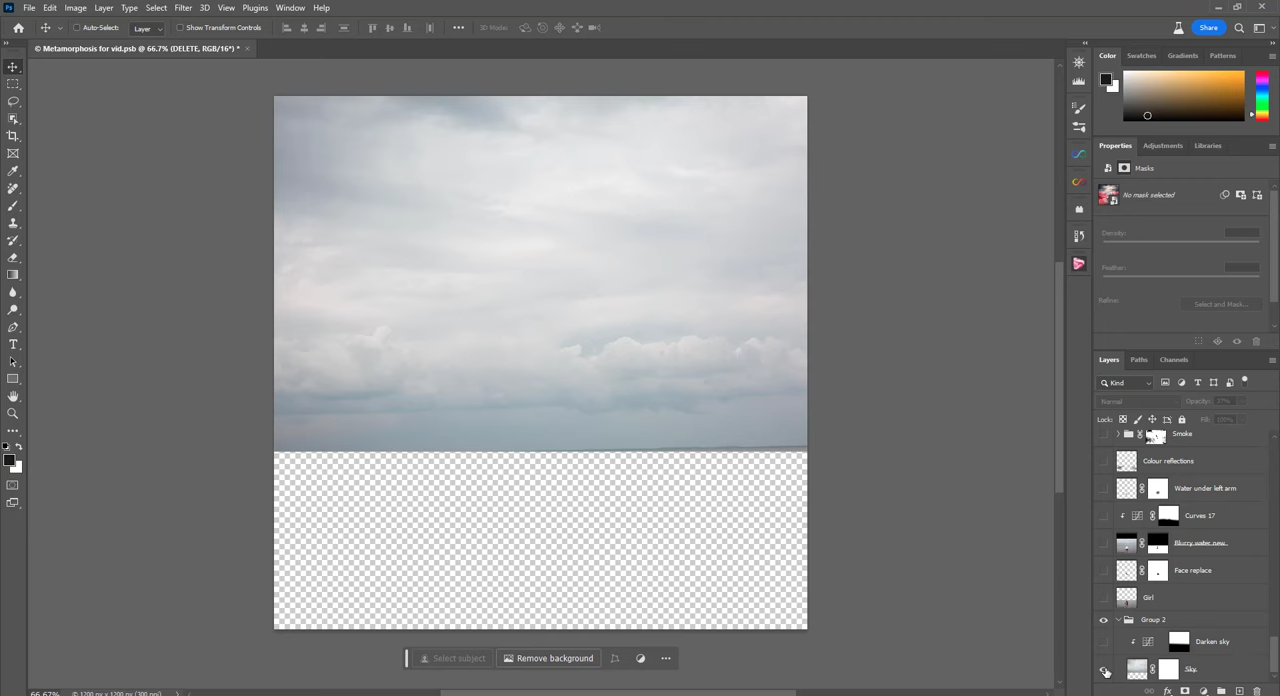 Ps File Edit Image Layer Type Select Filter 3D View Plugins Window Help
Auto-Select: Layer Show Transform Controls 3D Mode: Share
© Metamorphosis for vid.psb @ 66.7% (DELETE, RGB/16*) *
Color Swatches Gradients Patterns
Properties Adjustments Libraries
Masks
No mask selected
Density:
Feather:
Refine: Select and Mask...
Layers Paths Channels
Kind
Normal Opacity: 37%
Lock: Fill: 100%
Smoke
Colour reflections
Water under left arm
Curves 17
Blurry water new
Face replace
Girl
Group 2
Darken sky
Sky
Select subject Remove background
66.67% 1200 px x 1200 px (300 ppi)